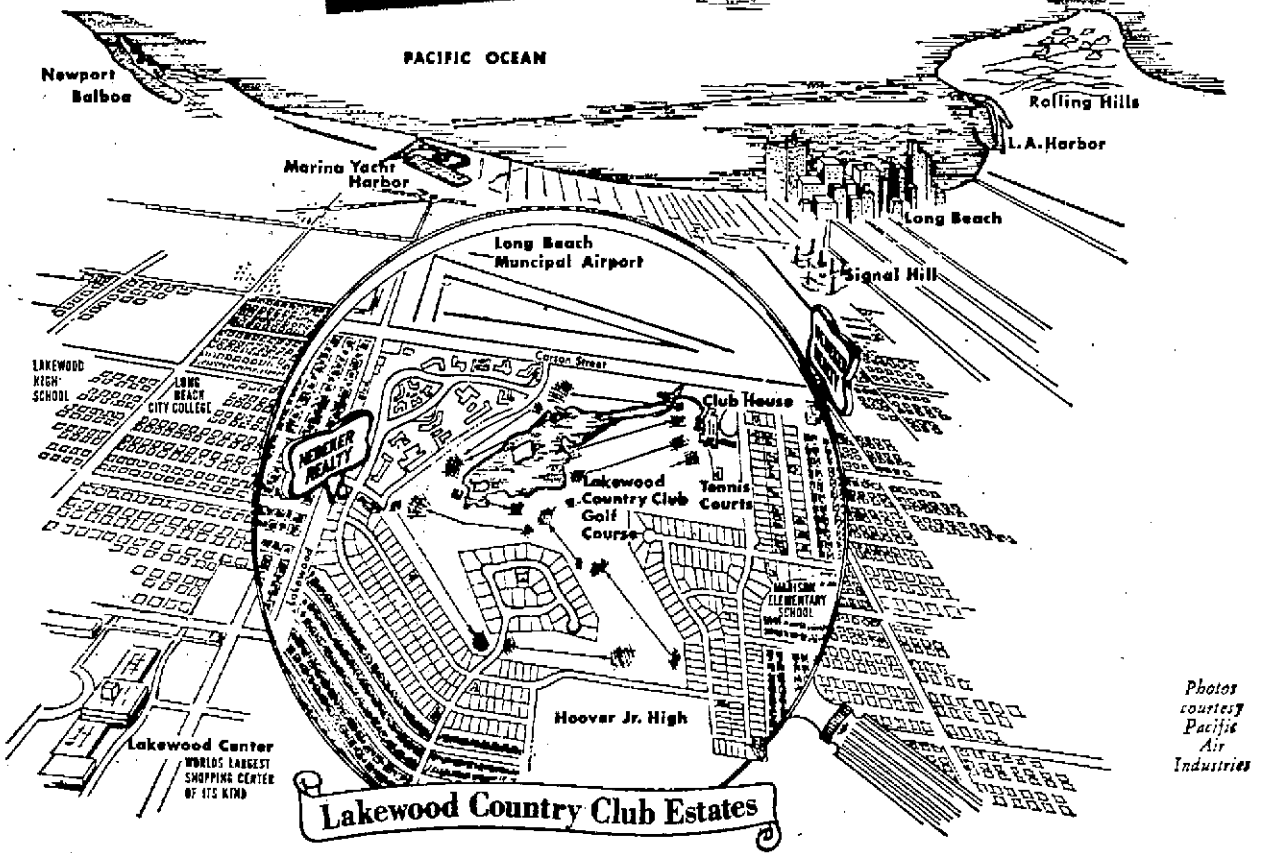 PACIFIC OCEAN
Newport
Balboa
Rolling Hills
L.A. Harbor
Marina Yacht
Harbor
Long Beach
Long Beach
Muncipal Airport
Signal Hill
LAKEWOOD
HIGH-
SCHOOL
LONG
BEACH
CITY COLLEGE
Carson Street
HERCKER
REALTY
Club House
HERCKER
REALTY
Lakewood
Country Club
Golf
Course
Tennis
Courts
Lakewood
MADISON
ELEMENTARY
SCHOOL
Hoover Jr. High
Lakewood Center
WORLDS LARGEST
SHOPPING CENTER
OF ITS KIND
Photos
courtesy
Pacific
Air
Industries
Lakewood Country Club Estates